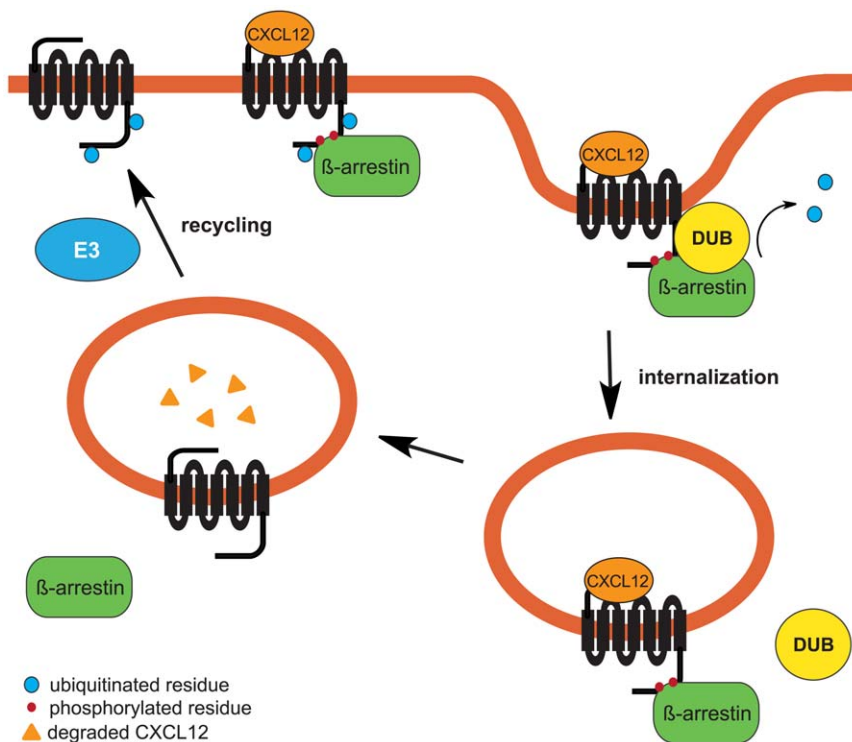 CXCL12
ß-arrestin
CXCL12
DUB
ß-arrestin
recycling
E3
internalization
CXCL12
ß-arrestin
DUB
ß-arrestin
ubiquitinated residue
phosphorylated residue
degraded CXCL12